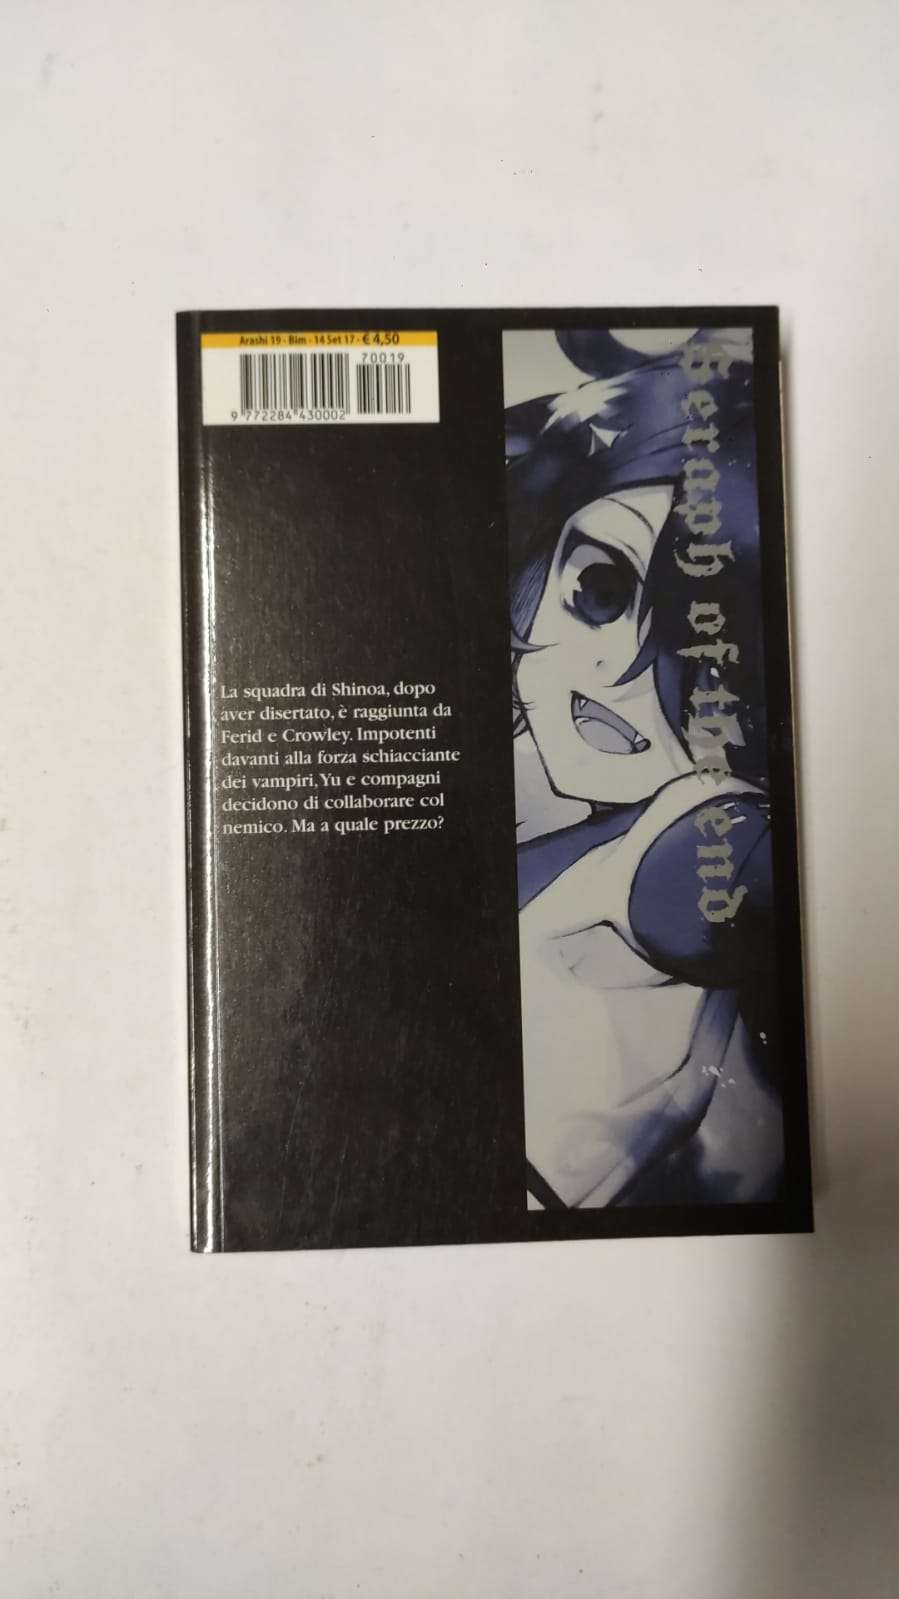 Arashi 19 - Bim - 14 Set 17 - € 4,50
70019
9 772284 430002
Seraph of the end
La squadra di Shinoa, dopo
aver disertato, è raggiunta da
Ferid e Crowley. Impotenti
davanti alla forza schiacciante
dei vampiri, Yu e compagni
decidono di collaborare col
nemico. Ma a quale prezzo?